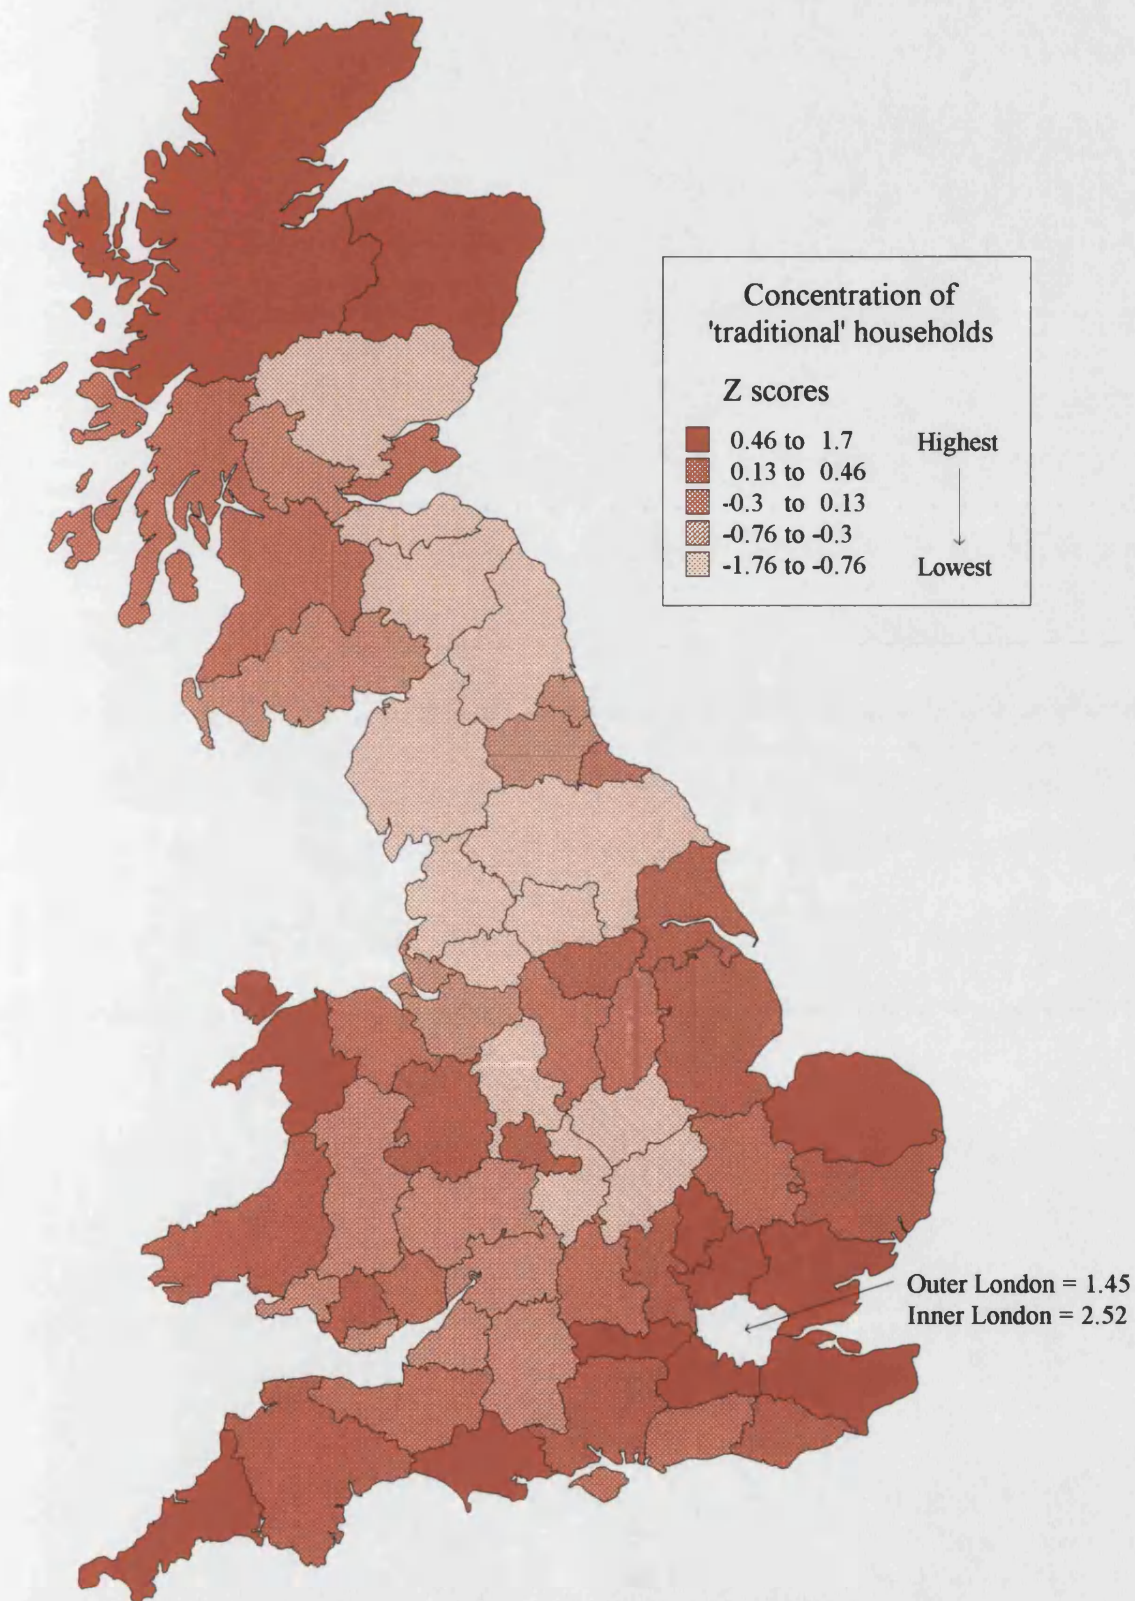 Concentration of
'traditional' households
Z scores
0.46 to 1.7 Highest
0.13 to 0.46
-0.3 to 0.13
-0.76 to -0.3
-1.76 to -0.76 Lowest
Outer London = 1.45
Inner London = 2.52